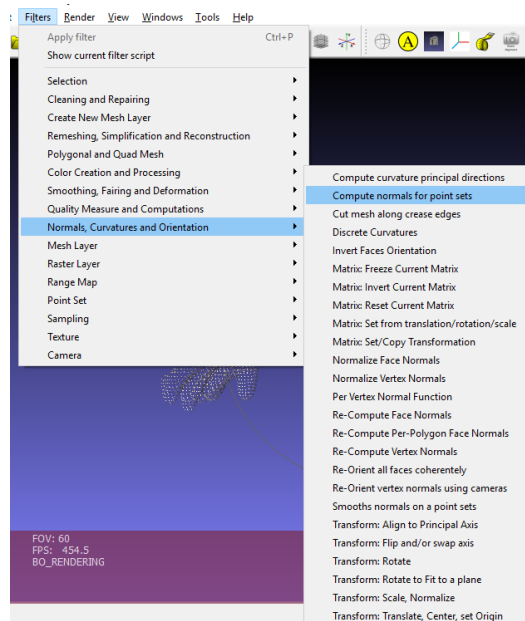 Filters Render View Windows Tools Help
Apply filter Ctrl+P
Show current filter script
Selection
Cleaning and Repairing
Create New Mesh Layer
Remeshing, Simplification and Reconstruction
Polygonal and Quad Mesh
Color Creation and Processing
Smoothing, Fairing and Deformation
Quality Measure and Computations
Normals, Curvatures and Orientation
Mesh Layer
Raster Layer
Range Map
Point Set
Sampling
Texture
Camera
Compute curvature principal directions
Compute normals for point sets
Cut mesh along crease edges
Discrete Curvatures
Invert Faces Orientation
Matrix: Freeze Current Matrix
Matrix: Invert Current Matrix
Matrix: Reset Current Matrix
Matrix: Set from translation/rotation/scale
Matrix: Set/Copy Transformation
Normalize Face Normals
Normalize Vertex Normals
Per Vertex Normal Function
Re-Compute Face Normals
Re-Compute Per-Polygon Face Normals
Re-Compute Vertex Normals
Re-Orient all faces coherently
Re-Orient vertex normals using cameras
Smooths normals on a point sets
Transform: Align to Principal Axis
Transform: Flip and/or swap axis
Transform: Rotate
Transform: Rotate to Fit to a plane
Transform: Scale, Normalize
Transform: Translate, Center, set Origin
A
FOV: 60
FPS: 454.5
BO_RENDERING